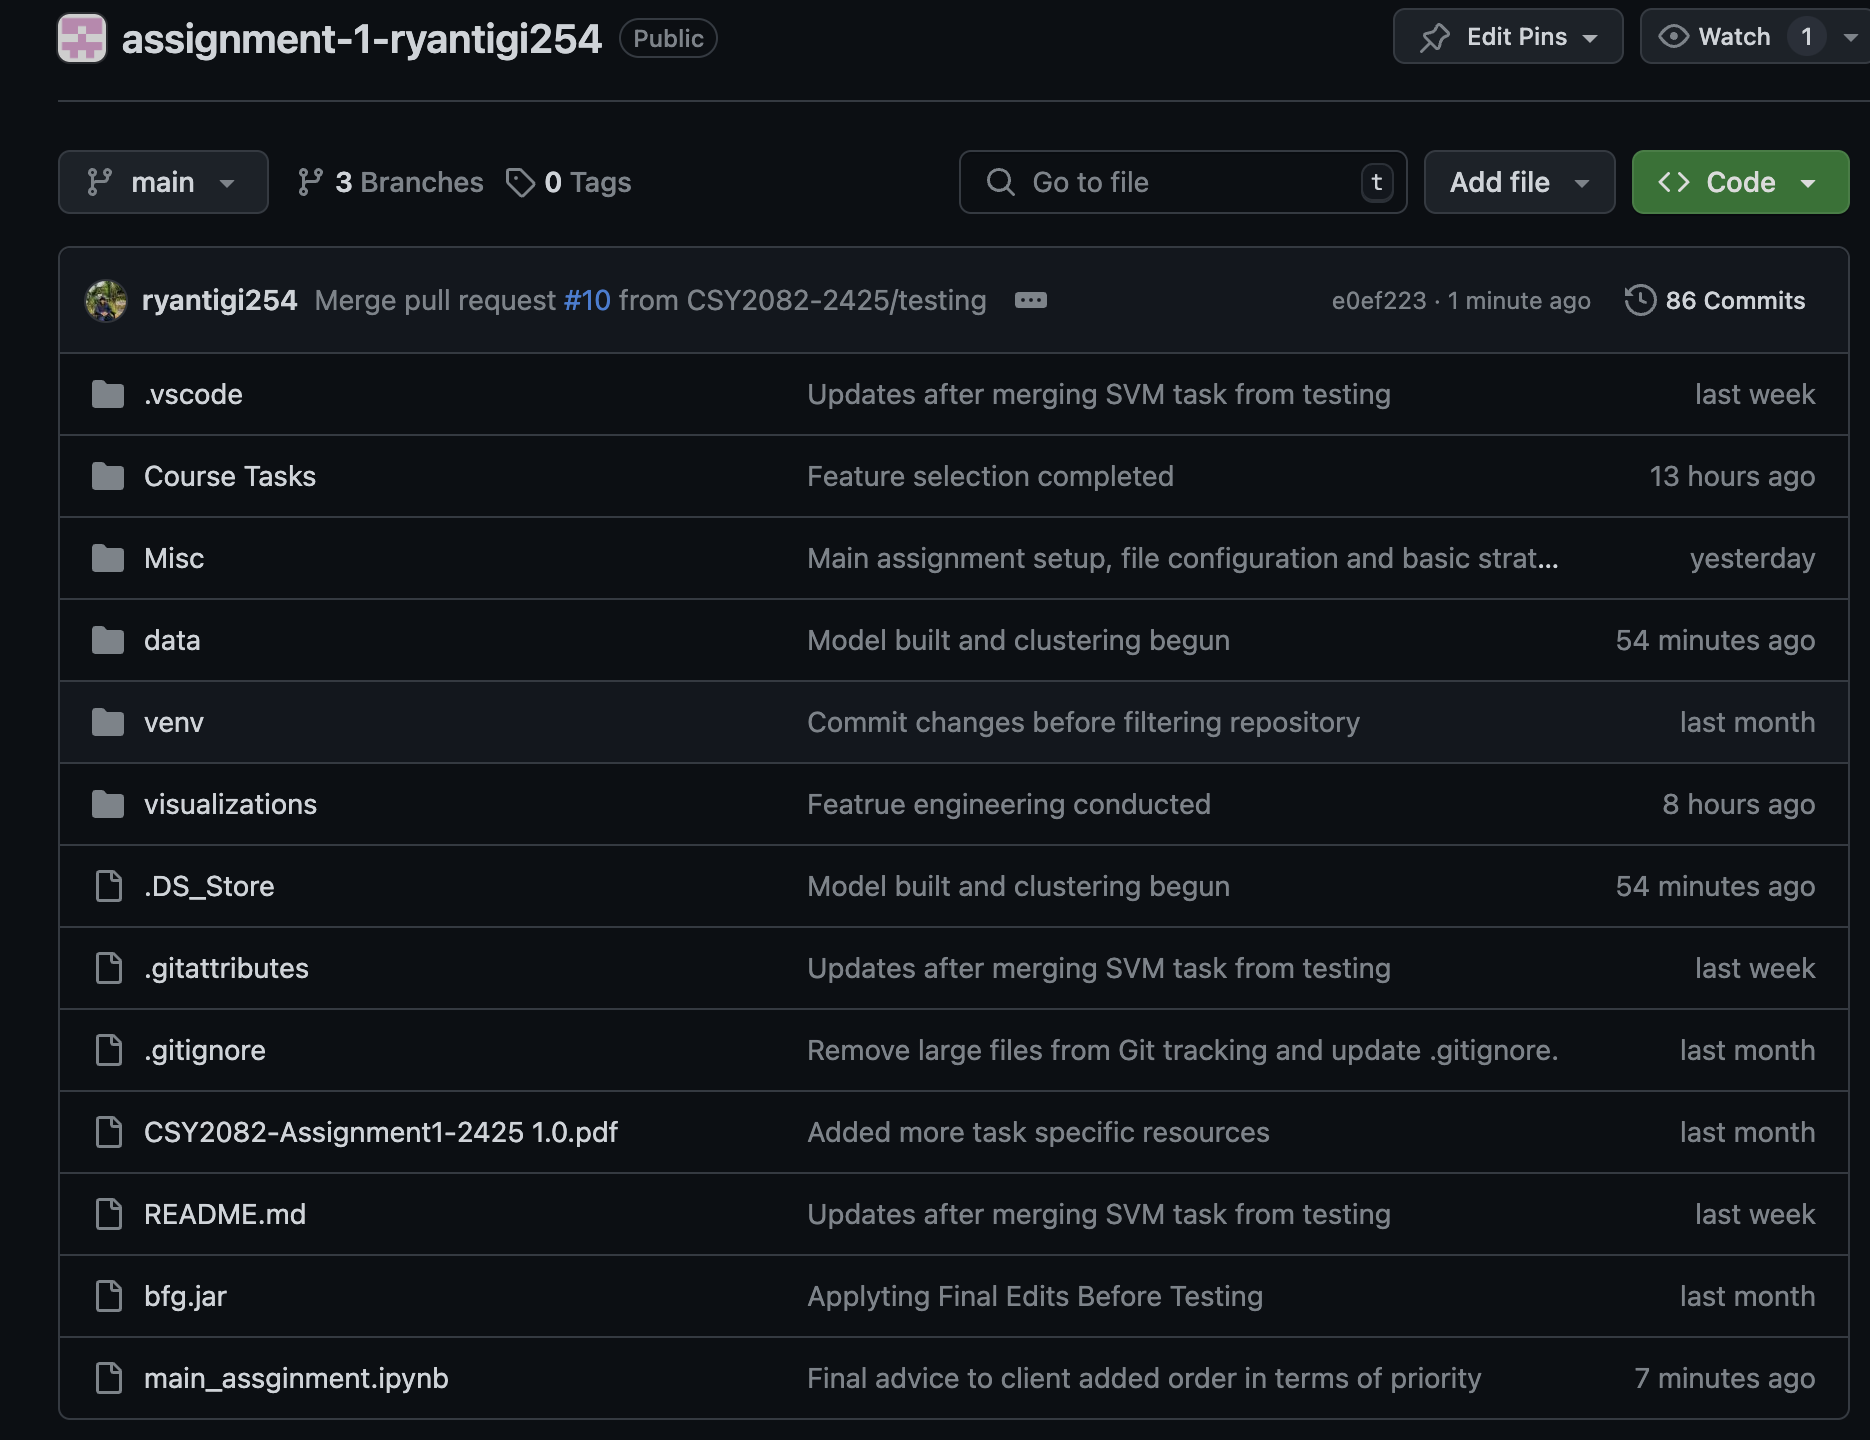 assignment-1-ryantigi254 Public Edit Pins Watch 1
main 3 Branches 0 Tags Go to file t Add file Code
ryantigi254 Merge pull request #10 from CSY2082-2425/testing e0ef223 · 1 minute ago 86 Commits
.vscode Updates after merging SVM task from testing last week
Course Tasks Feature selection completed 13 hours ago
Misc Main assignment setup, file configuration and basic strat... yesterday
data Model built and clustering begun 54 minutes ago
venv Commit changes before filtering repository last month
visualizations Featrue engineering conducted 8 hours ago
.DS_Store Model built and clustering begun 54 minutes ago
.gitattributes Updates after merging SVM task from testing last week
.gitignore Remove large files from Git tracking and update .gitignore. last month
CSY2082-Assignment1-2425 1.0.pdf Added more task specific resources last month
README.md Updates after merging SVM task from testing last week
bfg.jar Applyting Final Edits Before Testing last month
main_assginment.ipynb Final advice to client added order in terms of priority 7 minutes ago